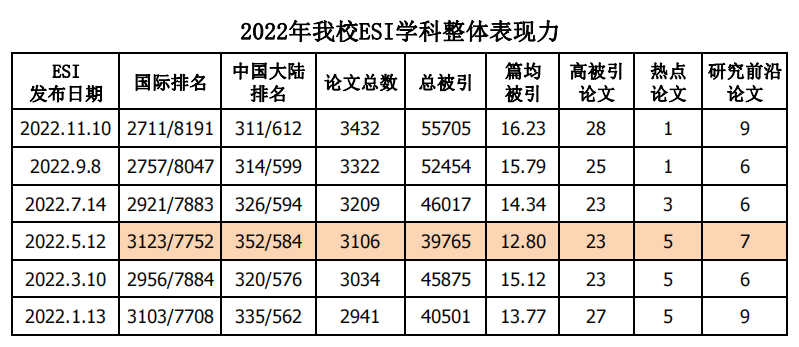 2022年我校ESI学科整体表现力
ESI
发布日期 国际排名 中国大陆
排名 论文总数 总被引 篇均
被引 高被引
论文 热点
论文 研究前沿
论文
2022.11.10 2711/8191 311/612 3432 55705 16.23 28 1 9
2022.9.8 2757/8047 314/599 3322 52454 15.79 25 1 6
2022.7.14 2921/7883 326/594 3209 46017 14.34 23 3 6
2022.5.12 3123/7752 352/584 3106 39765 12.80 23 5 7
2022.3.10 2956/7884 320/576 3034 45875 15.12 23 5 6
2022.1.13 3103/7708 335/562 2941 40501 13.77 27 5 9